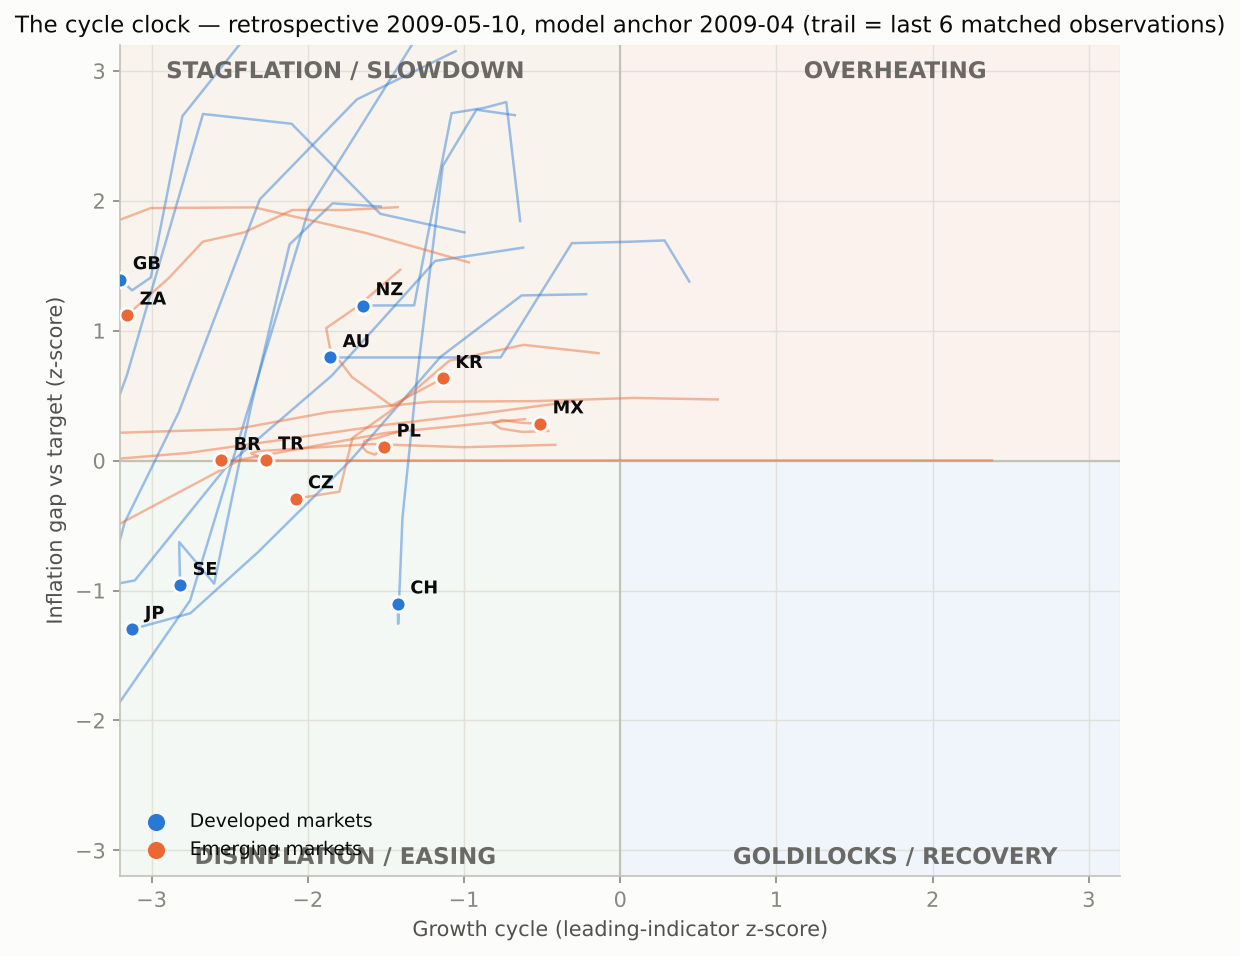 The cycle clock — retrospective 2009-05-10, model anchor 2009-04 (trail = last 6 matched observations)
STAGFLATION / SLOWDOWN
OVERHEATING
3
2
1
0
−1
−2
−3
Inflation gap vs target (z-score)
GB
ZA
NZ
AU
KR
MX
PL
BR
TR
CZ
SE
CH
JP
Developed markets
Emerging markets
DISINFLATION / EASING
GOLDILOCKS / RECOVERY
−3
−2
−1
0
1
2
3
Growth cycle (leading-indicator z-score)